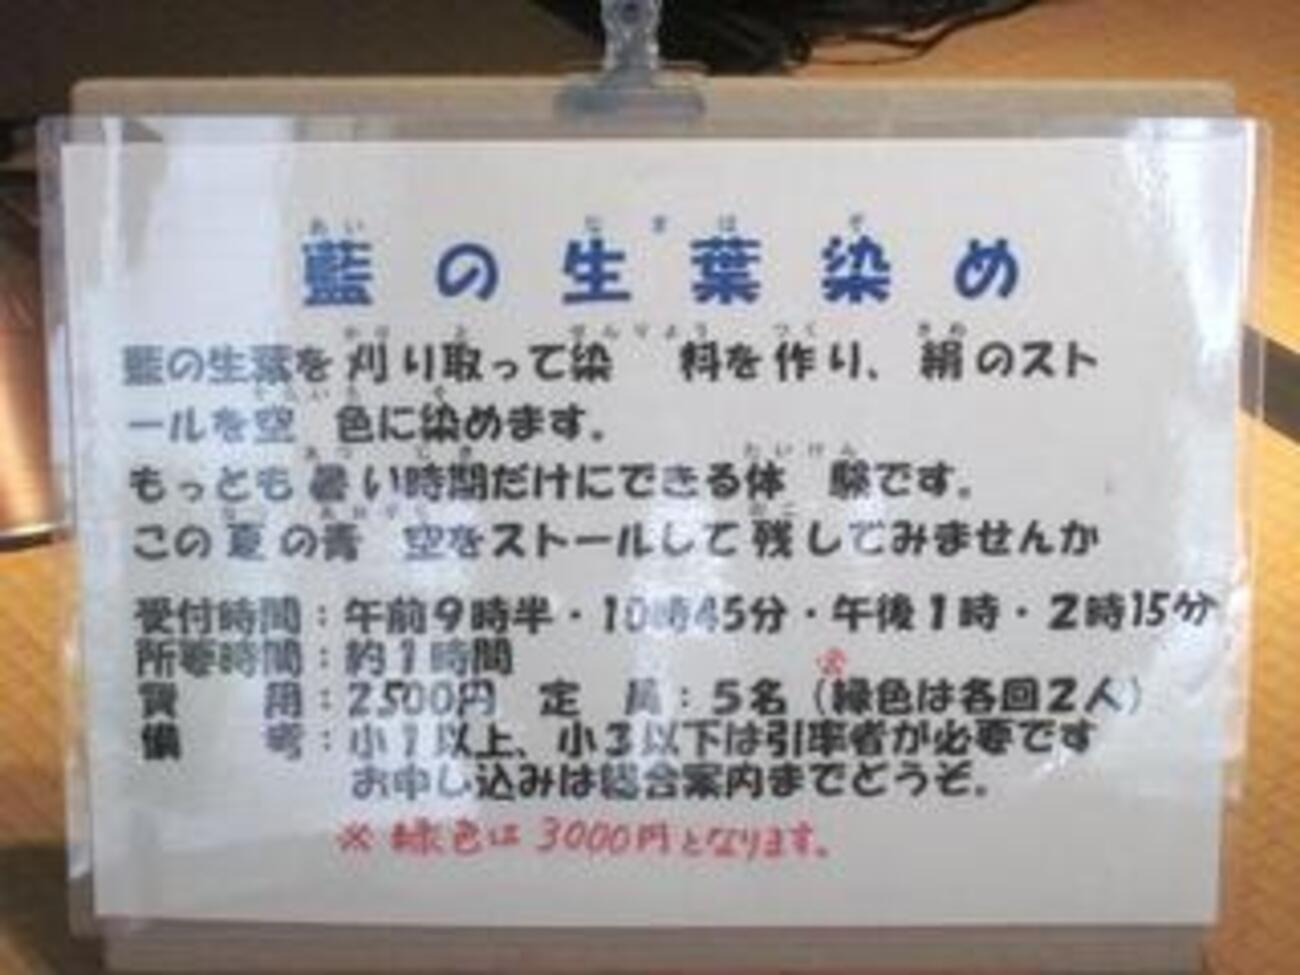 藍の生葉染め
藍の生葉を刈り取って染料を作り、絹のスト
ールを空色に染めます。
もっとも暑い時期だけにできる体験です。
この夏の青空をストールして残してみませんか
受付時間：午前9時半・10時45分・午後1時・2時15分
所要時間：約1時間
費用：2500円 定員：5名（緑色は各回2人）
備考：小1以上、小3以下は引率者が必要です
お申し込みは総合案内までどうぞ。
※緑色は3000円となります。